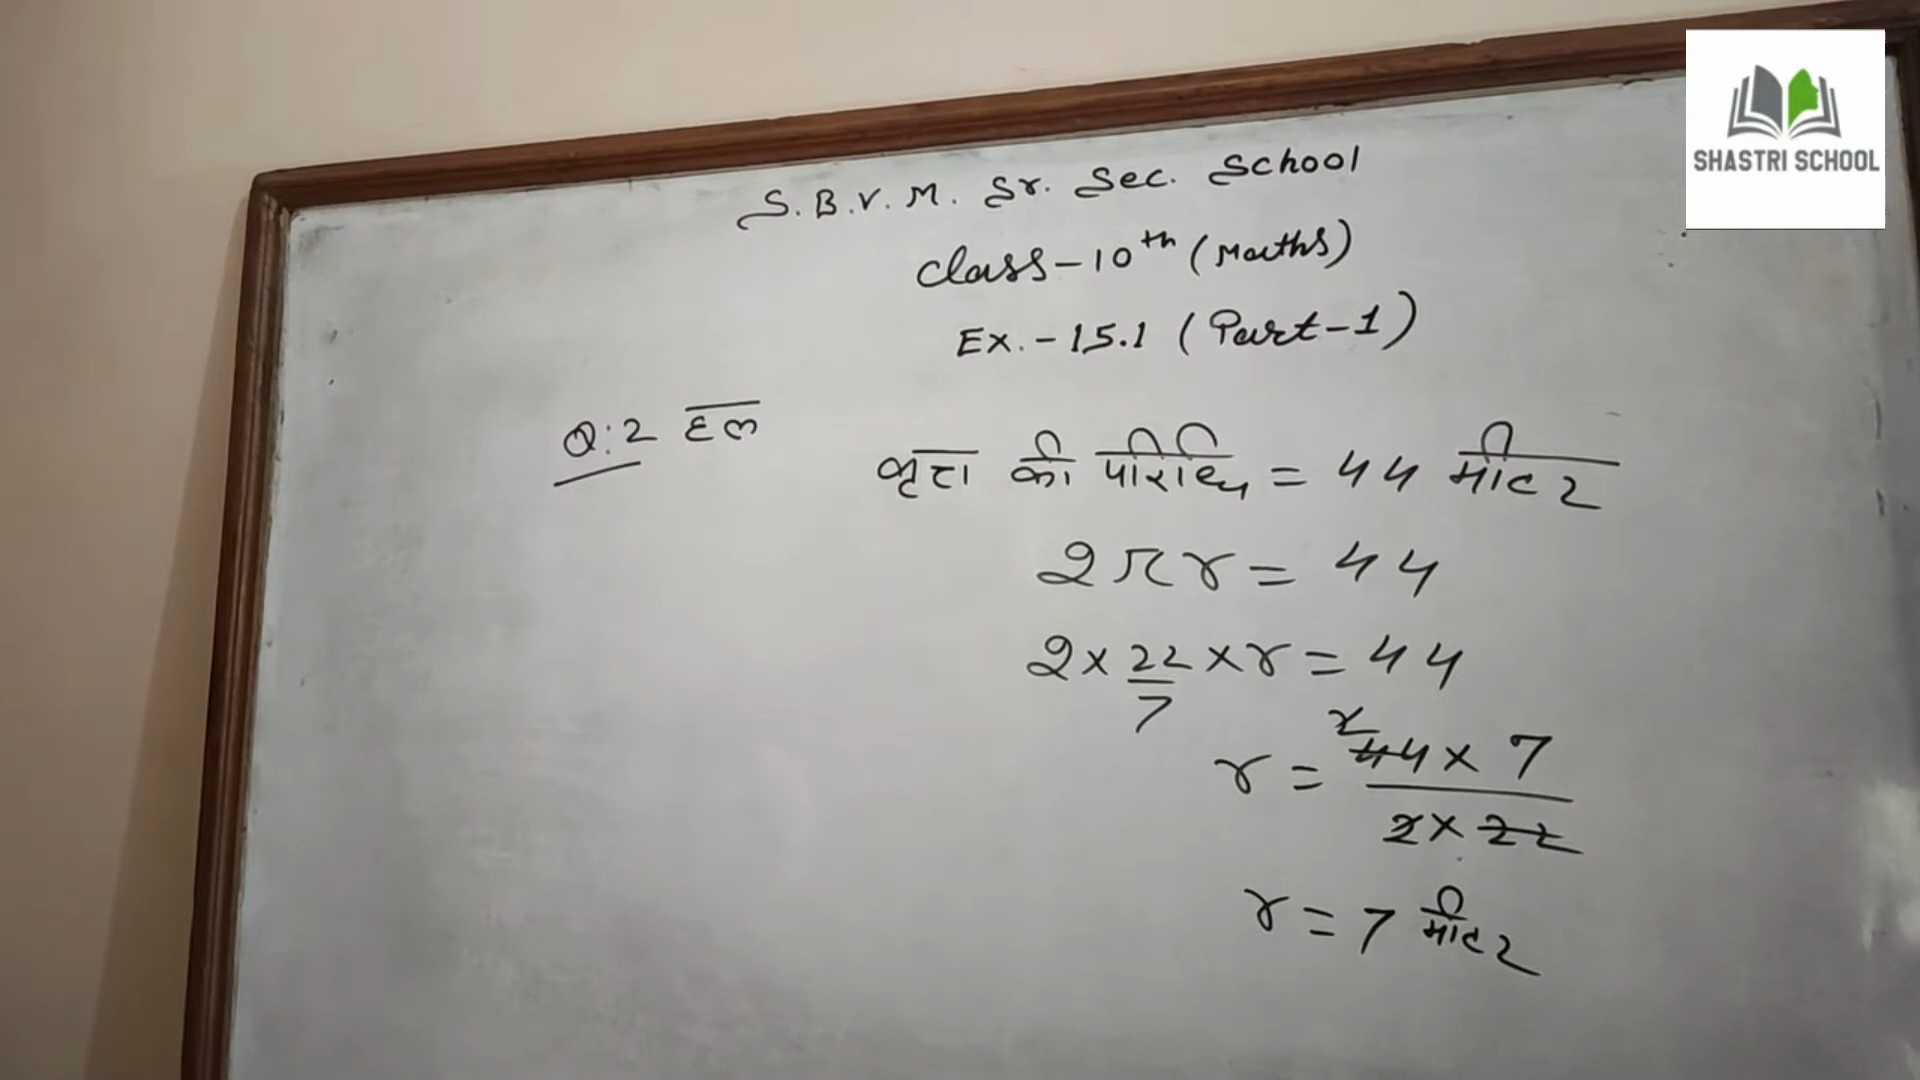 SHASTRI SCHOOL
S.B.V.M. Sr. Sec. School
Class-10th (Maths)
Ex.-15.1 (Part-1)
Q:2 हल
वृत्त की परिधि = 44 मीटर
2πr = 44
2 × 22/7 × r = 44
r = 2 44 × 7 / 2 × 22
r = 7 मीटर